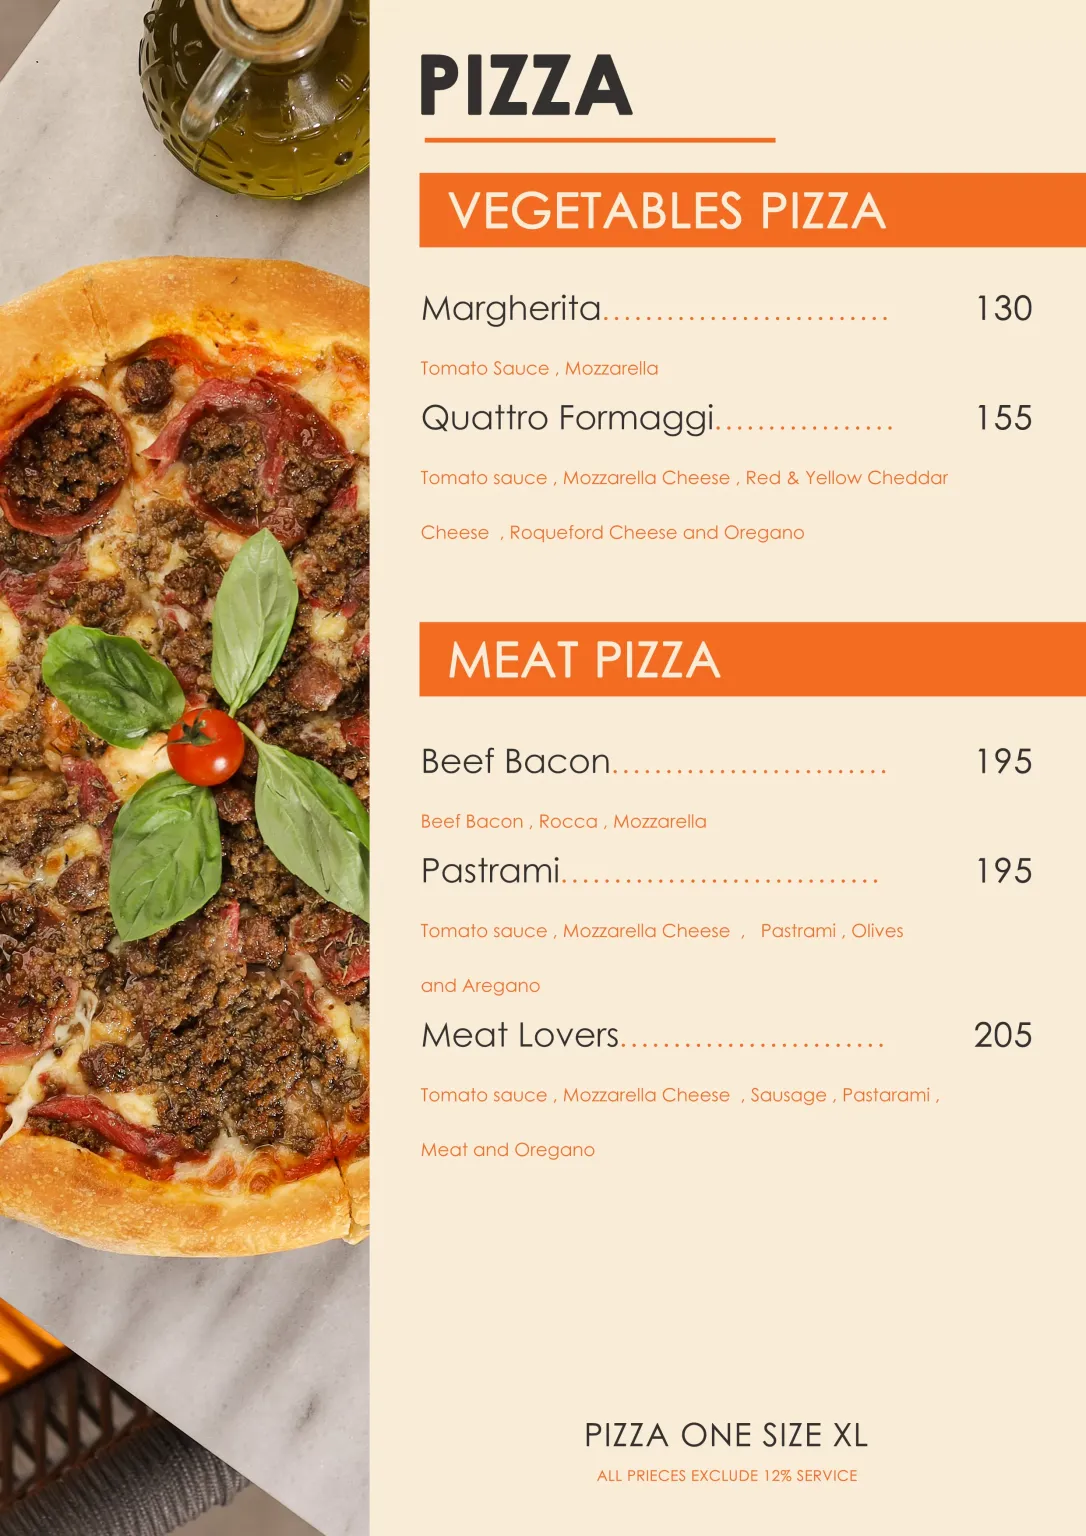 PIZZA
VEGETABLES PIZZA
Margherita........................... 130
Tomato Sauce , Mozzarella
Quattro Formaggi................. 155
Tomato sauce , Mozzarella Cheese , Red & Yellow Cheddar
Cheese  , Roqueford Cheese and Oregano
MEAT PIZZA
Beef Bacon.......................... 195
Beef Bacon , Rocca , Mozzarella
Pastrami.............................. 195
Tomato sauce , Mozzarella Cheese  ,   Pastrami , Olives
and Aregano
Meat Lovers......................... 205
Tomato sauce , Mozzarella Cheese  , Sausage , Pastarami ,
Meat and Oregano
PIZZA ONE SIZE XL
ALL PRIECES EXCLUDE 12% SERVICE